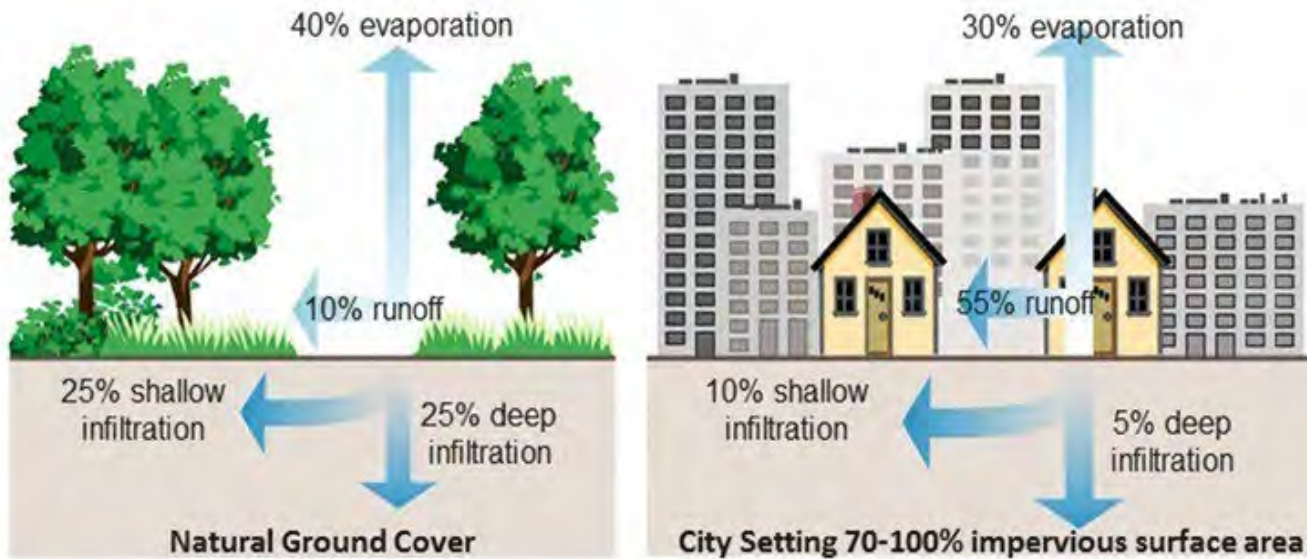 40% evaporation
10% runoff
25% shallow
infiltration
25% deep
infiltration
Natural Ground Cover
30% evaporation
55% runoff
10% shallow
infiltration
5% deep
infiltration
City Setting 70-100% impervious surface area